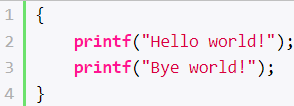 1 {
2     printf("Hello world!");
3     printf("Bye world!");
4 }